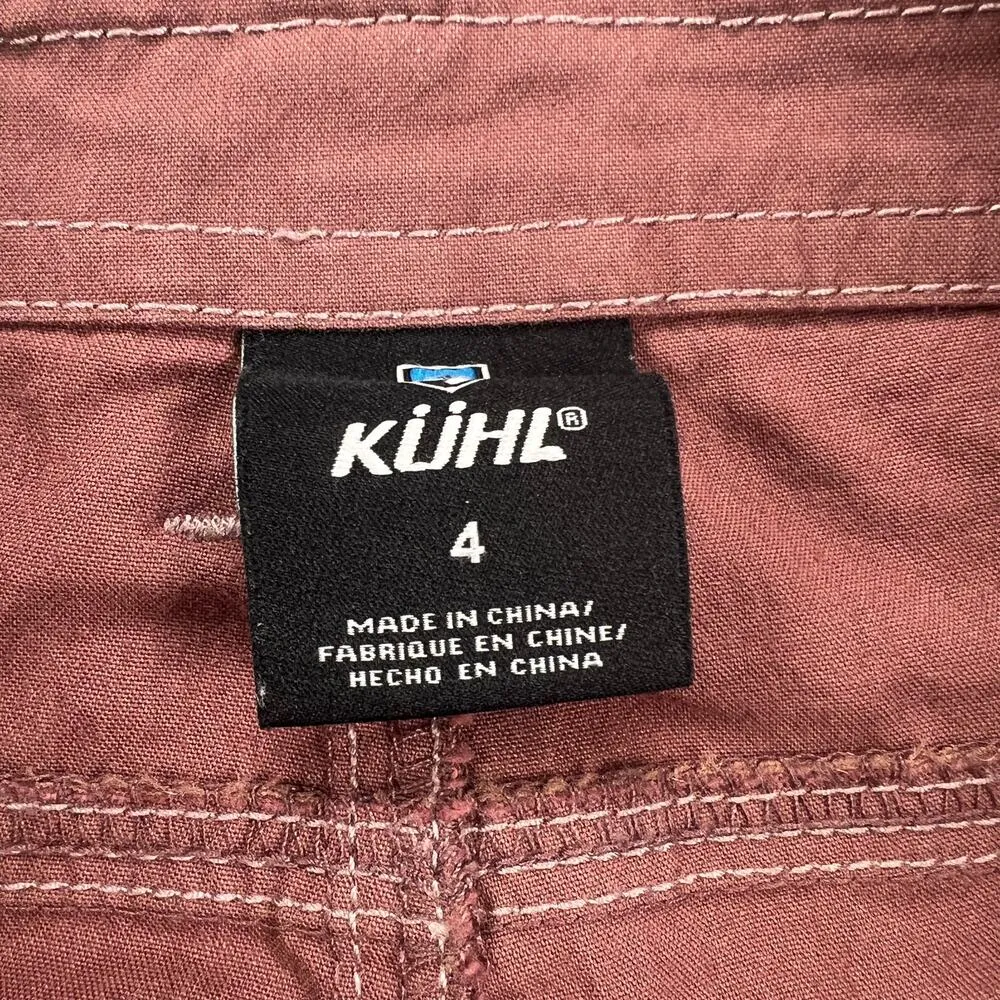 KÜHL®
4
MADE IN CHINA/
FABRIQUE EN CHINE/
HECHO EN CHINA